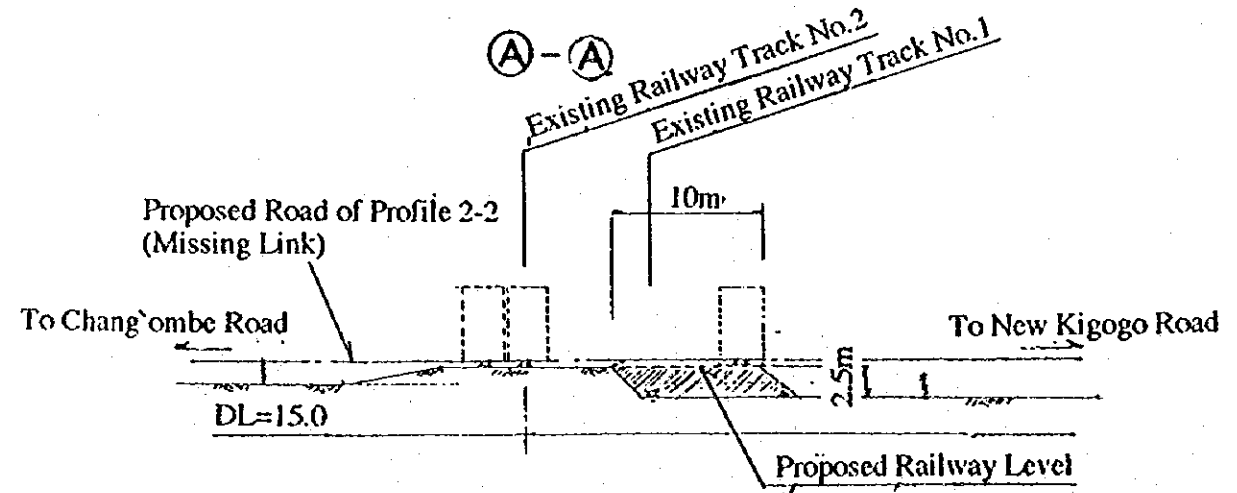 Ⓐ-Ⓐ
Existing Railway Track No.2
Existing Railway Track No.1
10m
Proposed Road of Profile 2-2
(Missing Link)
To Chang`ombe Road
To New Kigogo Road
2.5m
DL=15.0
Proposed Railway Level